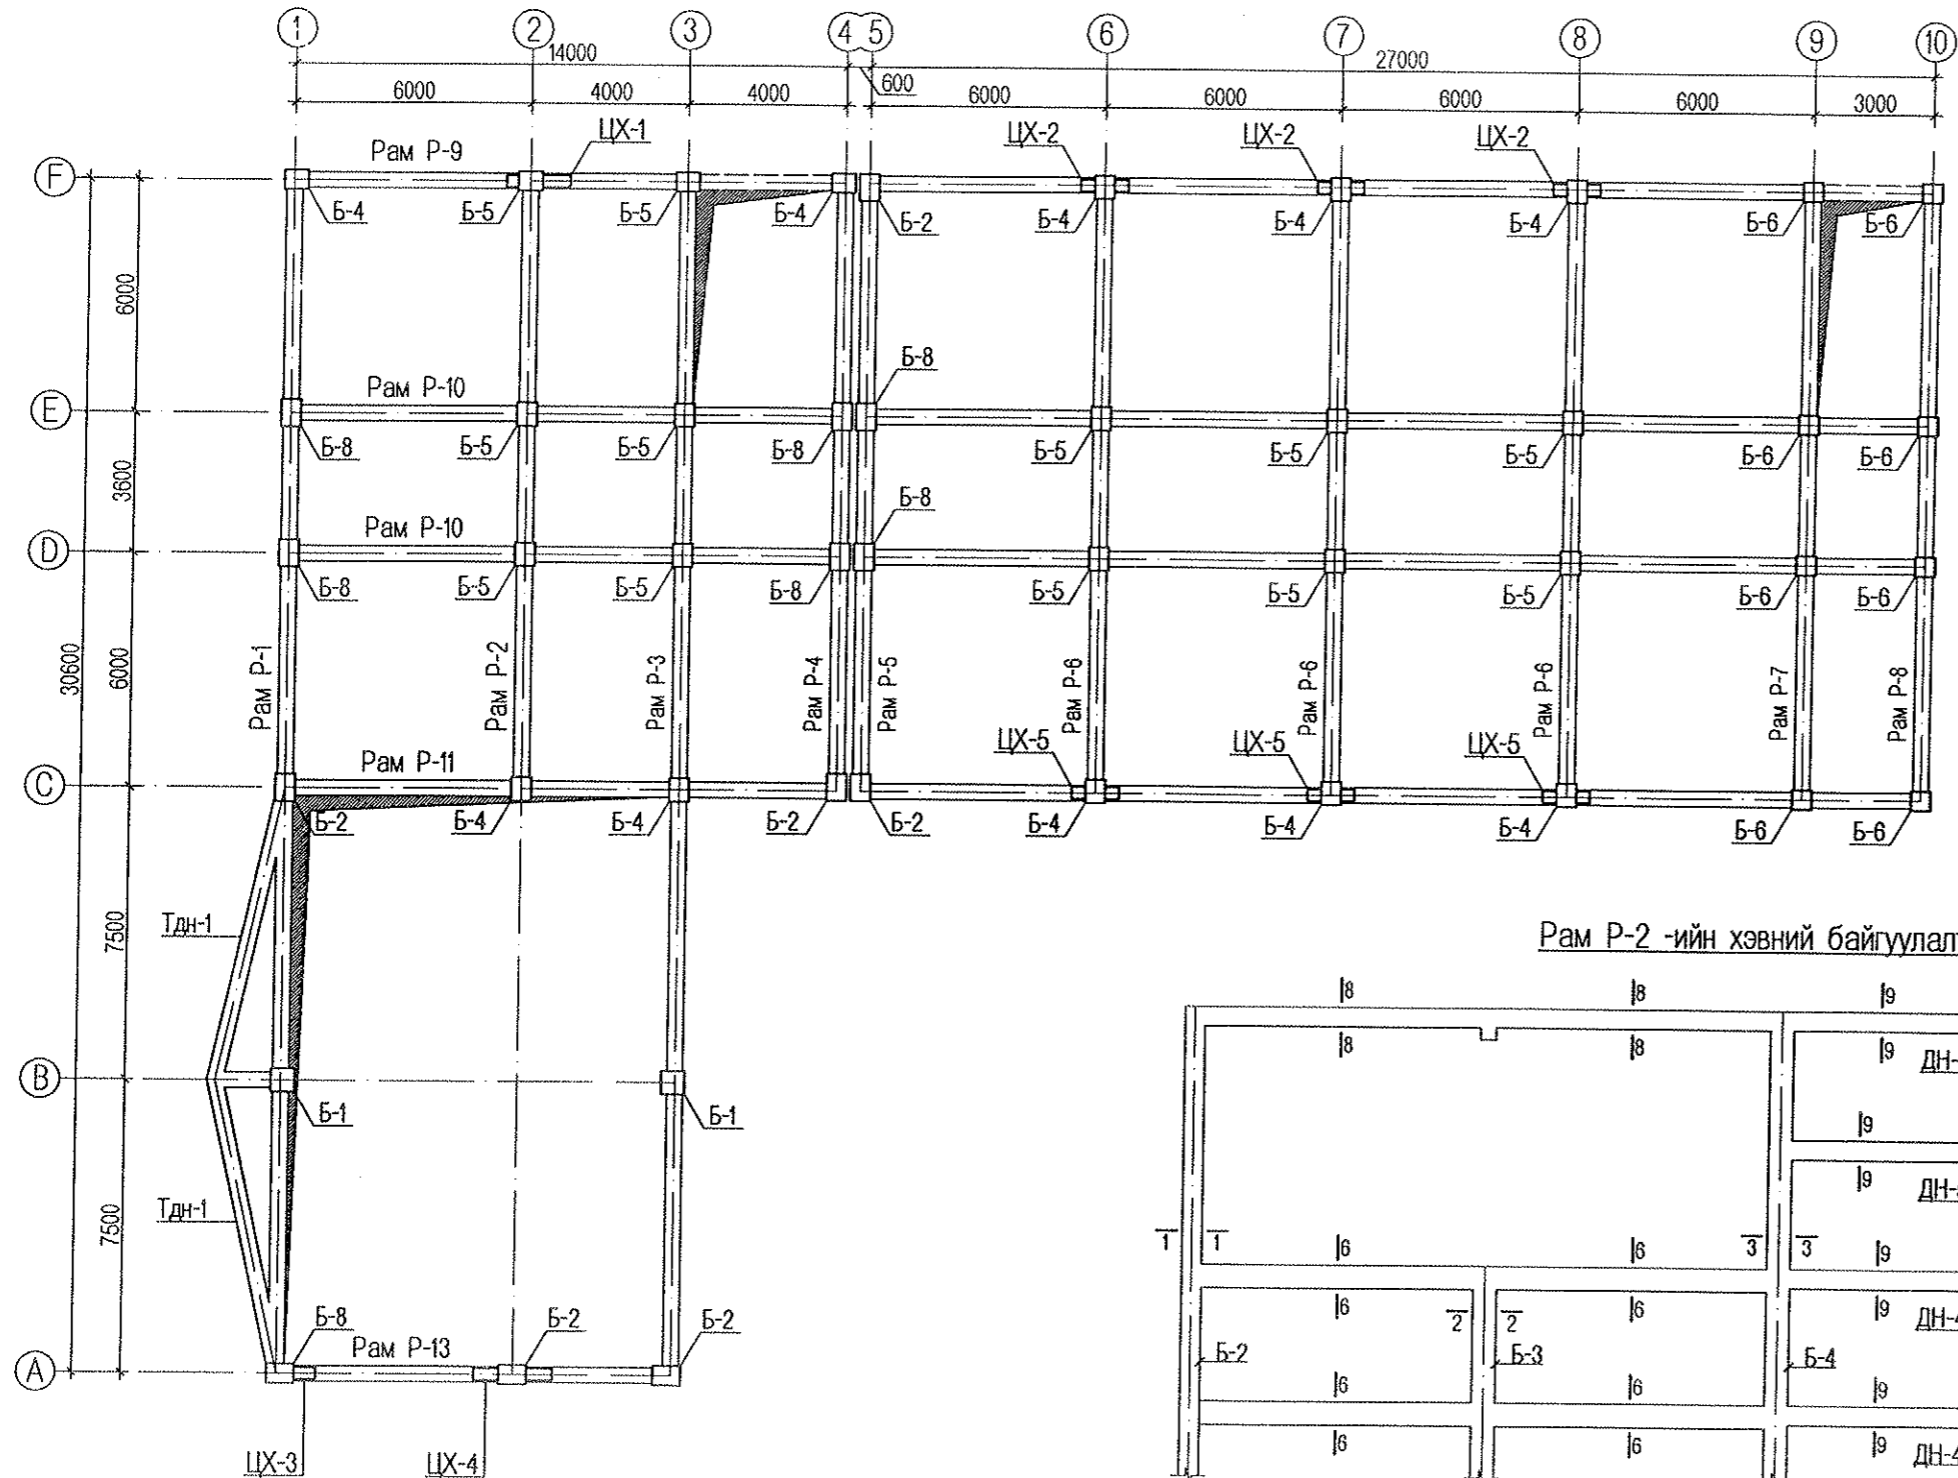 1 2 3 4 5 6 7 8 9 10
14000 27000
6000 4000 4000 600 6000 6000 6000 6000 3000
Рам Р-9 ЦХ-1 ЦХ-2 ЦХ-2 ЦХ-2
F
Б-4 Б-5 Б-5 Б-4 Б-2 Б-4 Б-4 Б-4 Б-6 Б-6
6000
Б-8
Рам Р-10
E
Б-8 Б-5 Б-5 Б-8 Б-5 Б-5 Б-5 Б-6 Б-6
3600
Б-8
Рам Р-10
D
Б-8 Б-5 Б-5 Б-8 Б-5 Б-5 Б-5 Б-6 Б-6
30600
6000
Рам Р-1 Рам Р-2 Рам Р-3 Рам Р-4 Рам Р-5 Рам Р-6 Рам Р-6 Рам Р-6 Рам Р-7 Рам Р-8
ЦХ-5 ЦХ-5 ЦХ-5
Рам Р-11
C
Б-2 Б-4 Б-4 Б-2 Б-2 Б-4 Б-4 Б-4 Б-6 Б-6
7500
Тдн-1
B
Б-1 Б-1
7500
Тдн-1
Б-8 Рам Р-13 Б-2 Б-2
A
ЦХ-3 ЦХ-4
Рам Р-2 -ийн хэвний байгуулалт
8 8 9
8 8 9
ДН-
9
9
1 1 6 6 3 3 9
6 2 2 6 9
ДН-4
Б-2 Б-3 Б-4
6 6 9
6 6 9
ДН-4